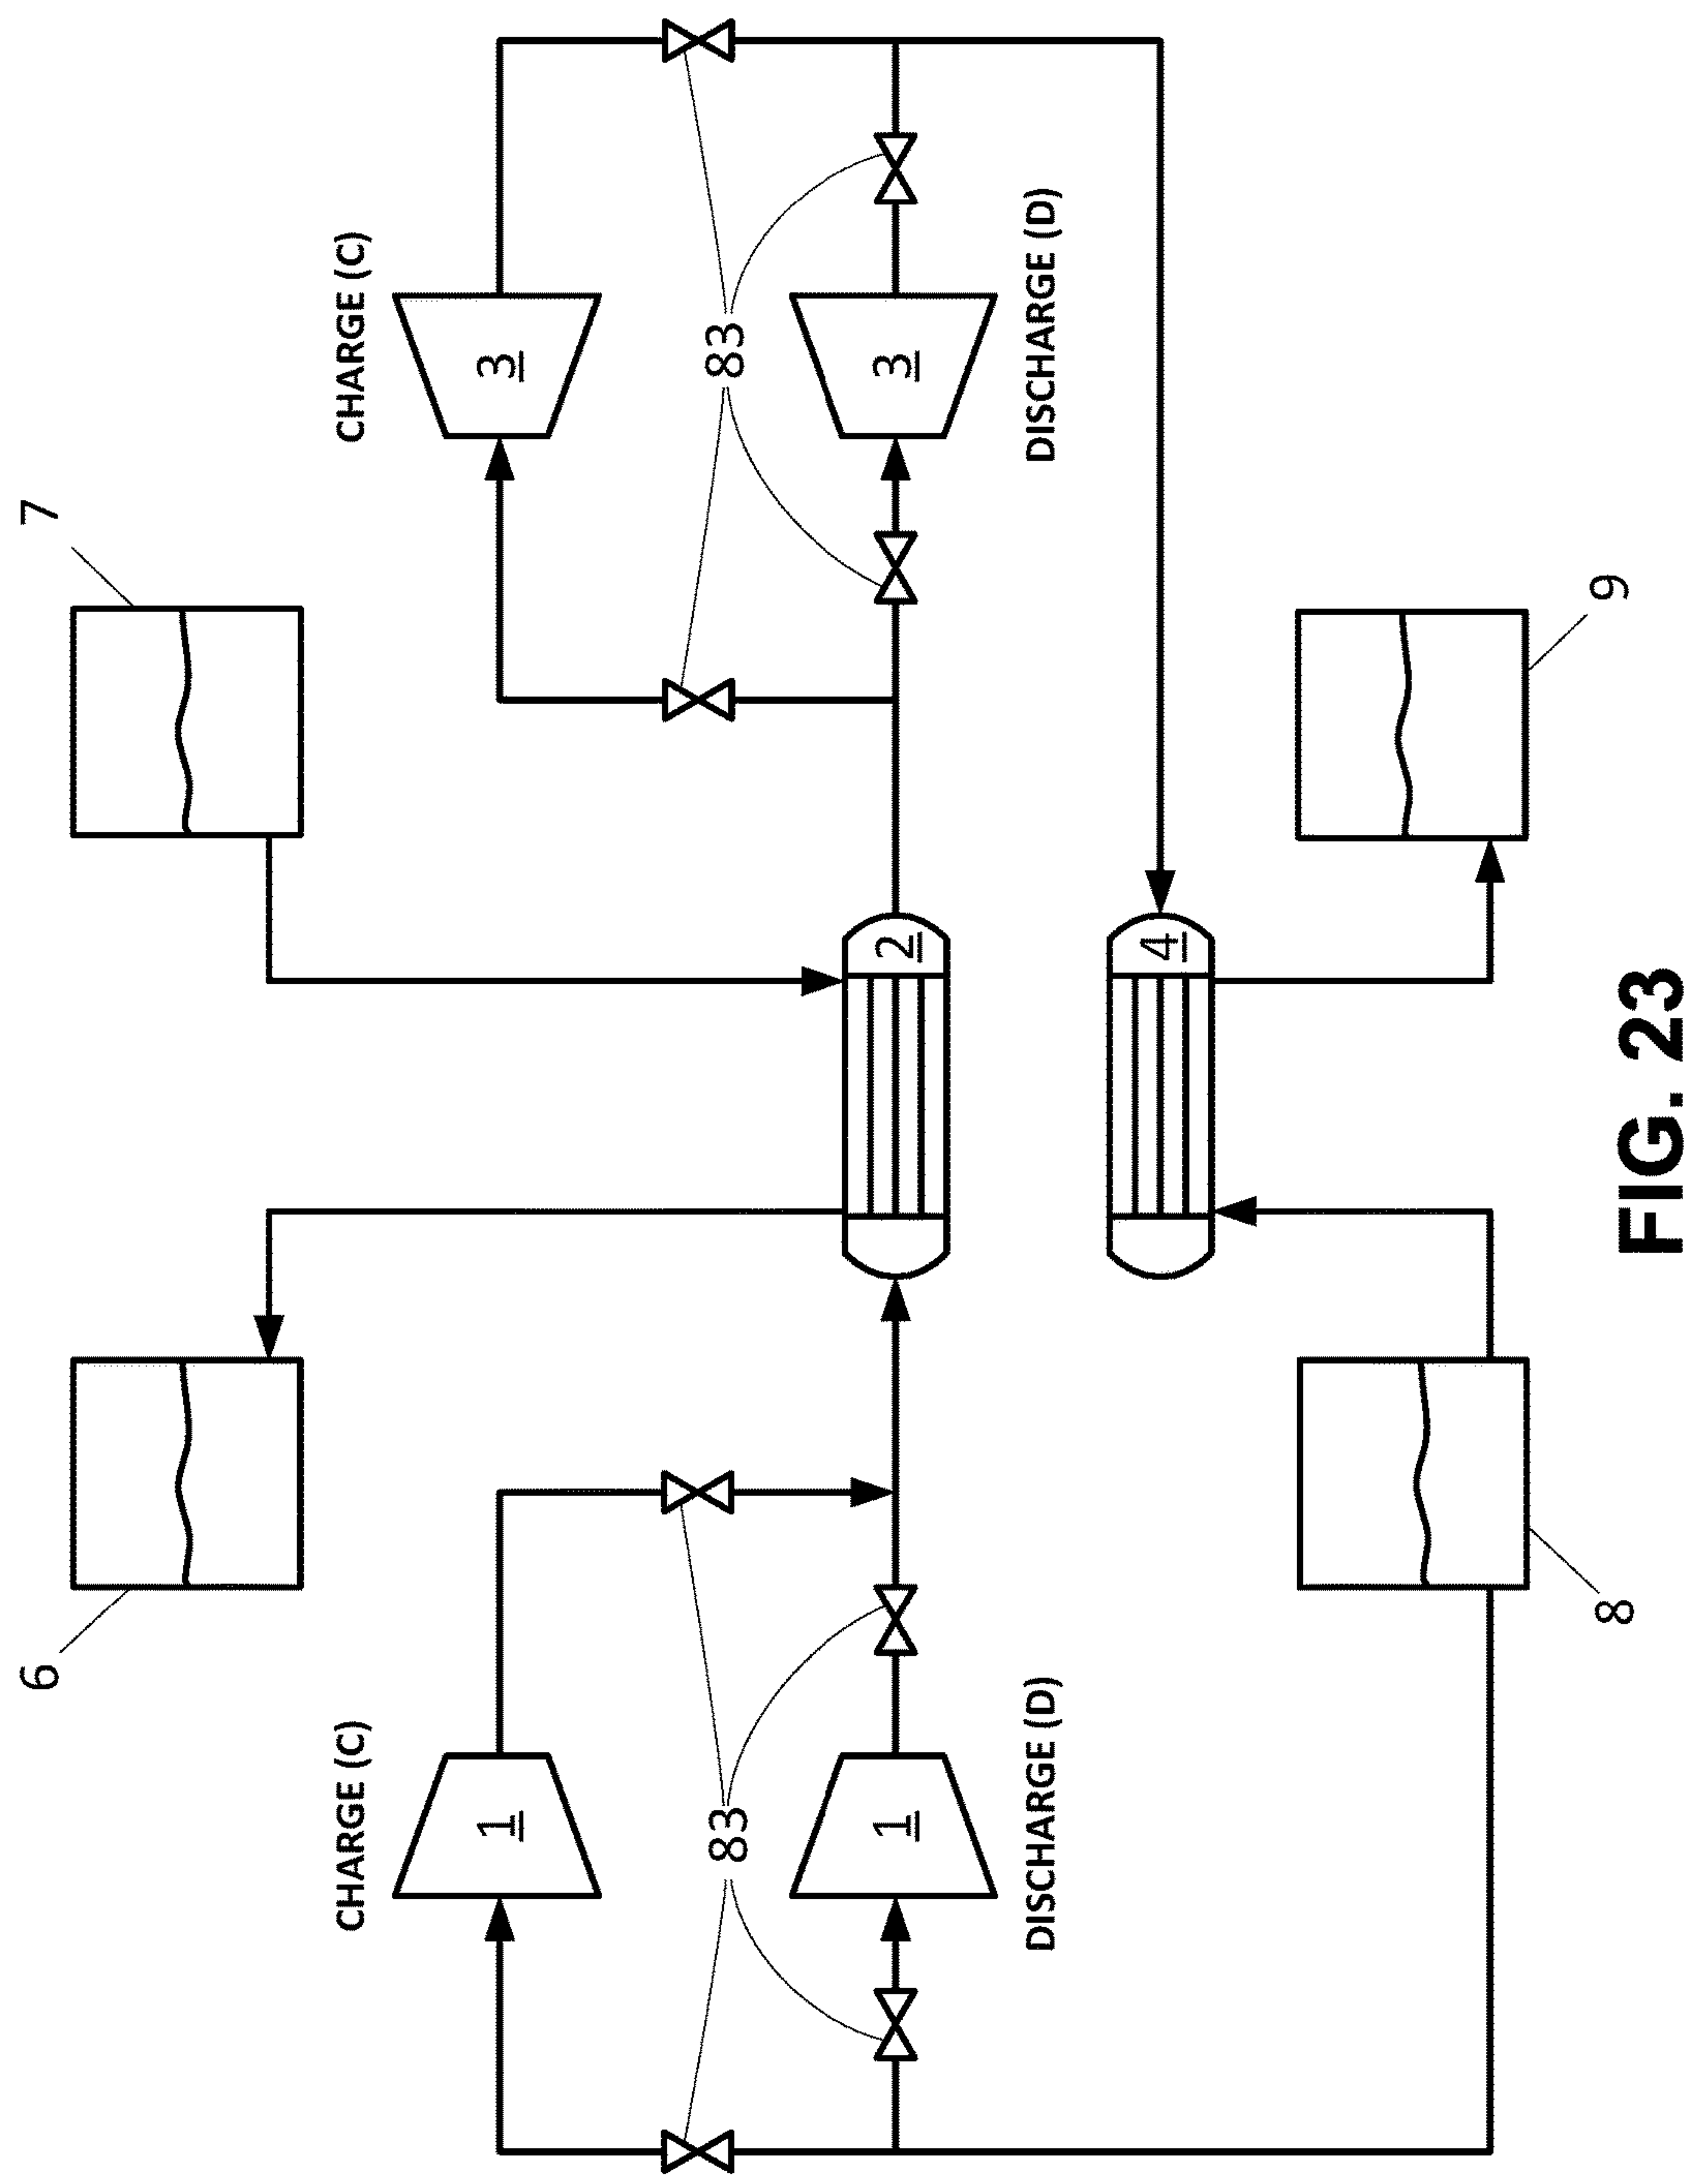 6
7
CHARGE (C)
CHARGE (C)
1
3
83
83
1
2
3
DISCHARGE (D)
DISCHARGE (D)
4
8
9
FIG. 23